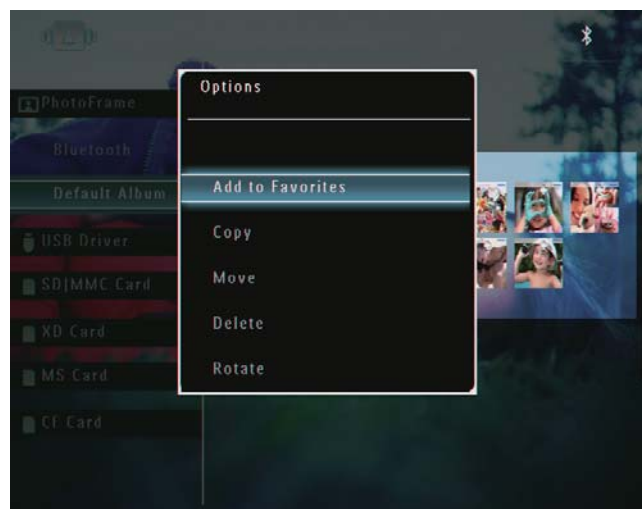 Options
PhotoFrame
Bluetooth
Default Album
USB Driver
SD|MMC Card
XD Card
MS Card
CF Card
Add to Favorites
Copy
Move
Delete
Rotate